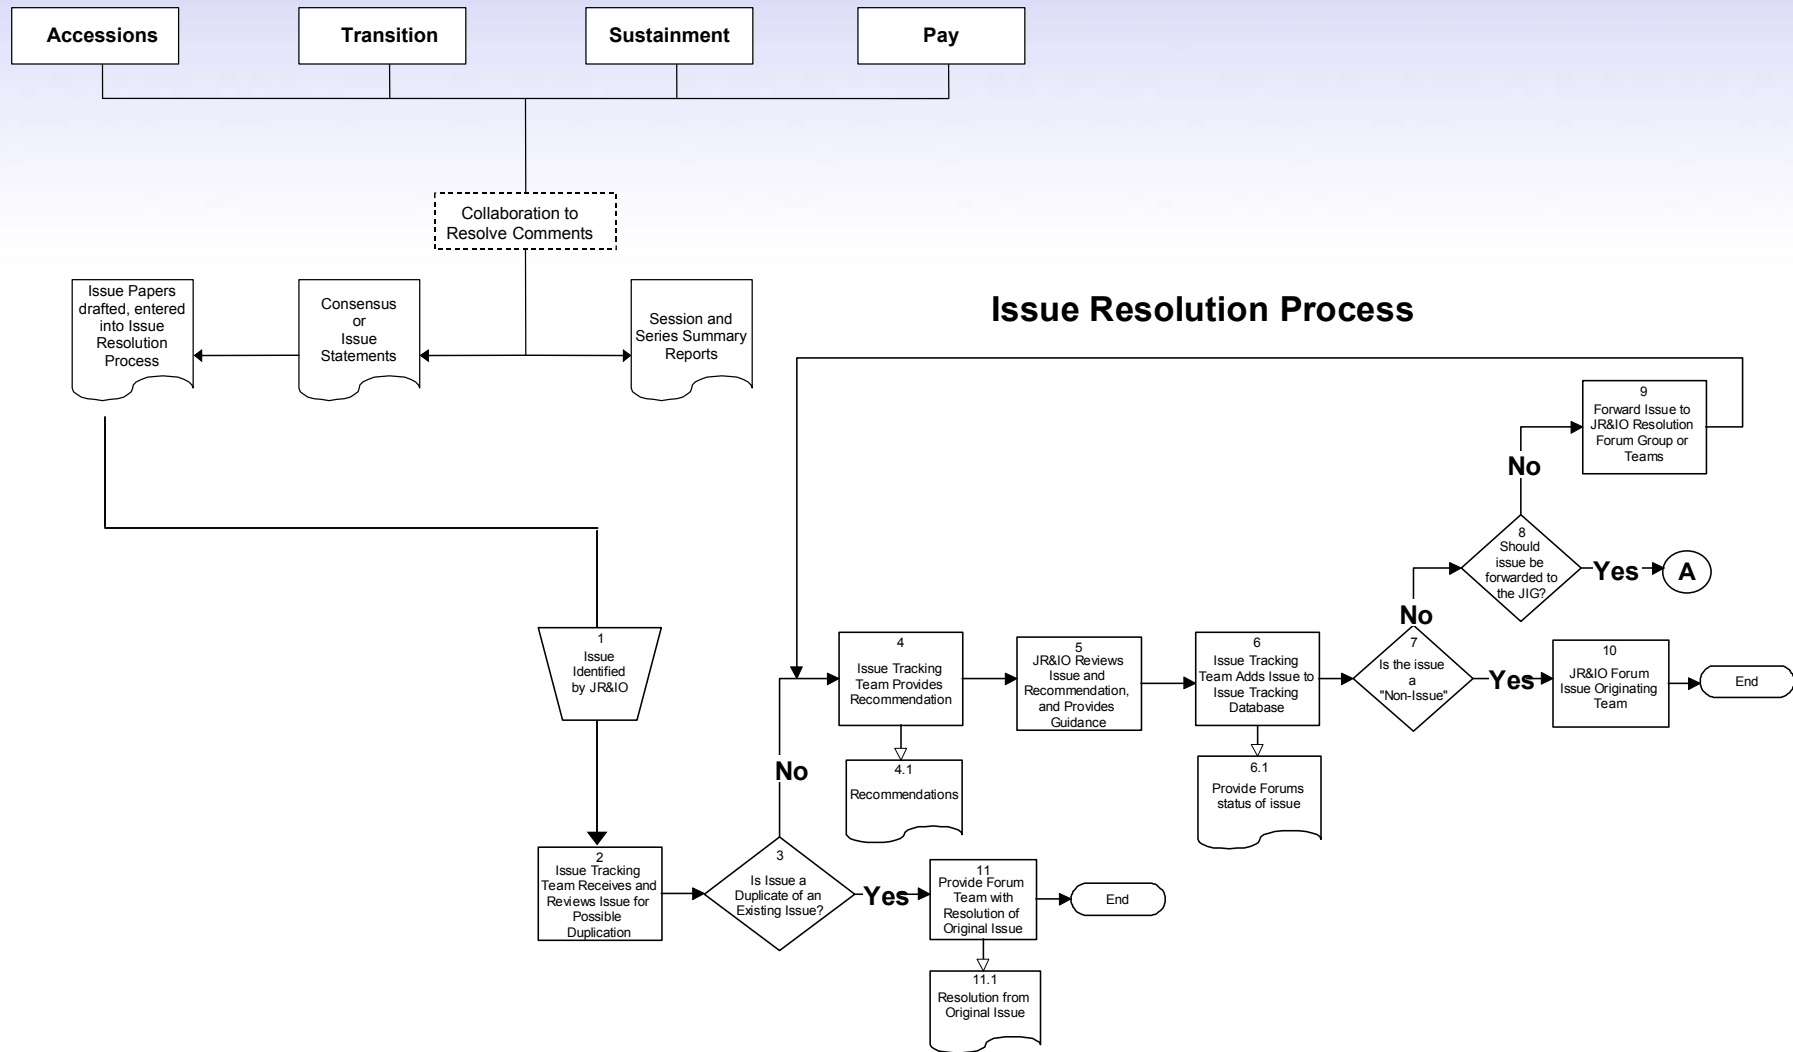 Accessions
Transition
Sustainment
Pay
Collaboration to
Resolve Comments
Issue Papers
drafted, entered
into Issue
Resolution
Process
Consensus
or
Issue
Statements
Session and
Series Summary
Reports
Issue Resolution Process
9
Forward Issue to
JR&IO Resolution
Forum Group or
Teams
No
8
Should
issue be
forwarded to
the JIG?
Yes
A
No
1
Issue
Identified
by JR&IO
4
Issue Tracking
Team Provides
Recommendation
5
JR&IO Reviews
Issue and
Recommendation,
and Provides
Guidance
6
Issue Tracking
Team Adds Issue to
Issue Tracking
Database
7
Is the issue
a
"Non-Issue"
Yes
10
JR&IO Forum
Issue Originating
Team
End
No
4.1
Recommendations
6.1
Provide Forums
status of issue
2
Issue Tracking
Team Receives and
Reviews Issue for
Possible
Duplication
3
Is Issue a
Duplicate of an
Existing Issue?
Yes
11
Provide Forum
Team with
Resolution of
Original Issue
End
11.1
Resolution from
Original Issue